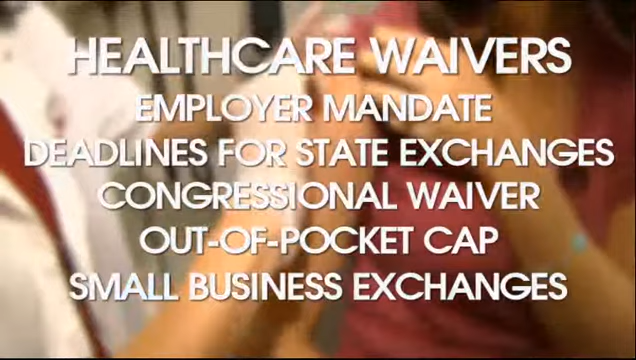 HEALTHCARE WAIVERS
EMPLOYER MANDATE
DEADLINES FOR STATE EXCHANGES
CONGRESSIONAL WAIVER
OUT-OF-POCKET CAP
SMALL BUSINESS EXCHANGES